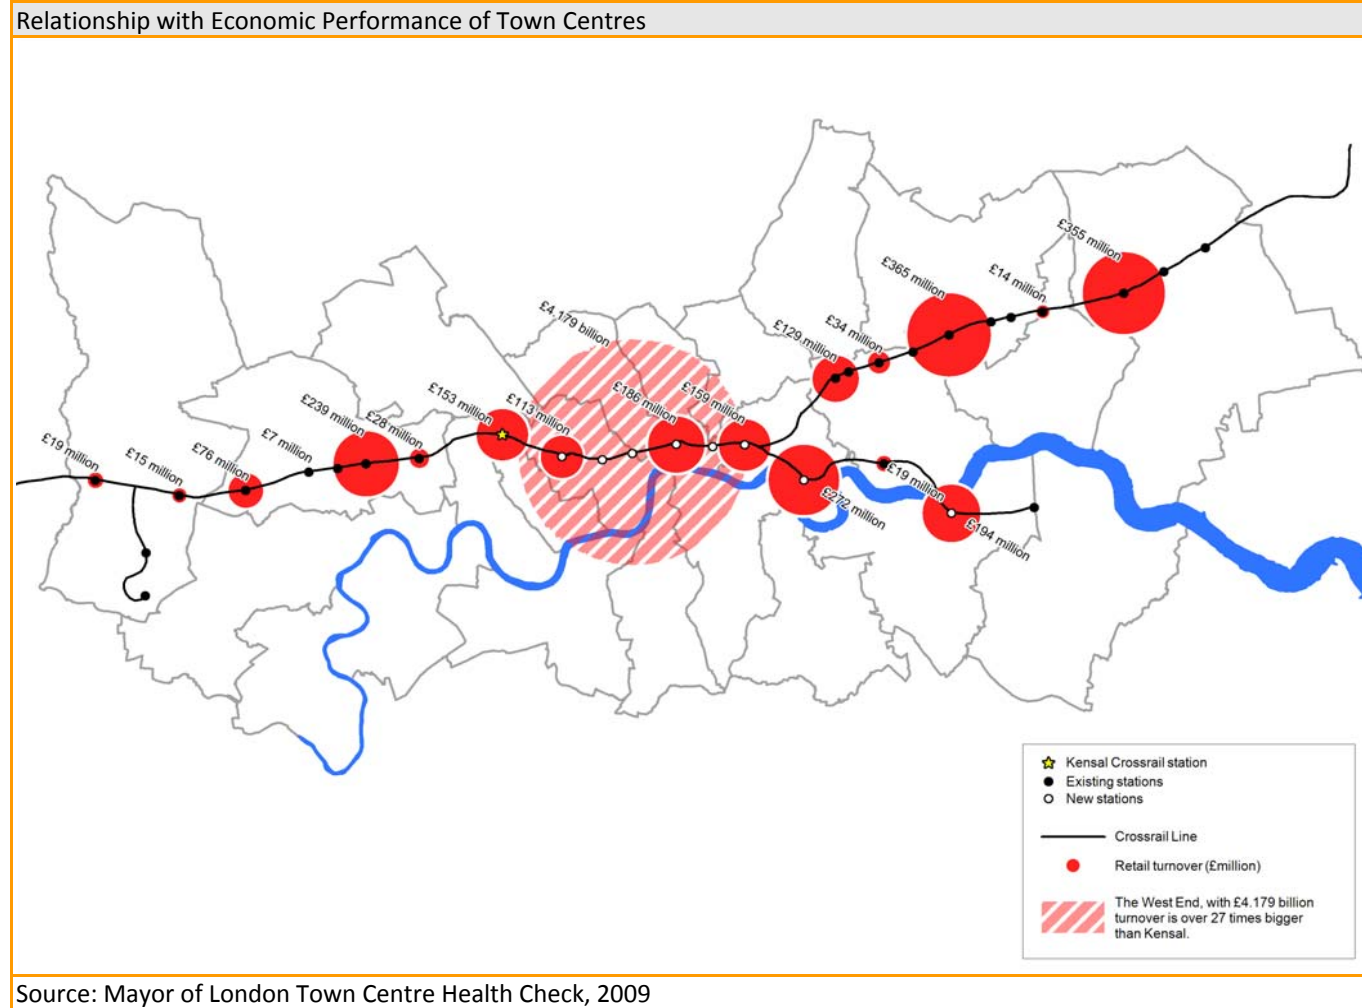 Relationship with Economic Performance of Town Centres
£355 million
£365 million
£14 million
£4.179 billion
£34 million
£129 million
£153 million
£113 million
£186 million
£159 million
£239 million
£28 million
£7 million
£76 million
£19 million
£15 million
£19 million
£272 million
£194 million
Kensal Crossrail station
Existing stations
New stations
Crossrail Line
Retail turnover (£million)
The West End, with £4.179 billion
turnover is over 27 times bigger
than Kensal.
Source: Mayor of London Town Centre Health Check, 2009